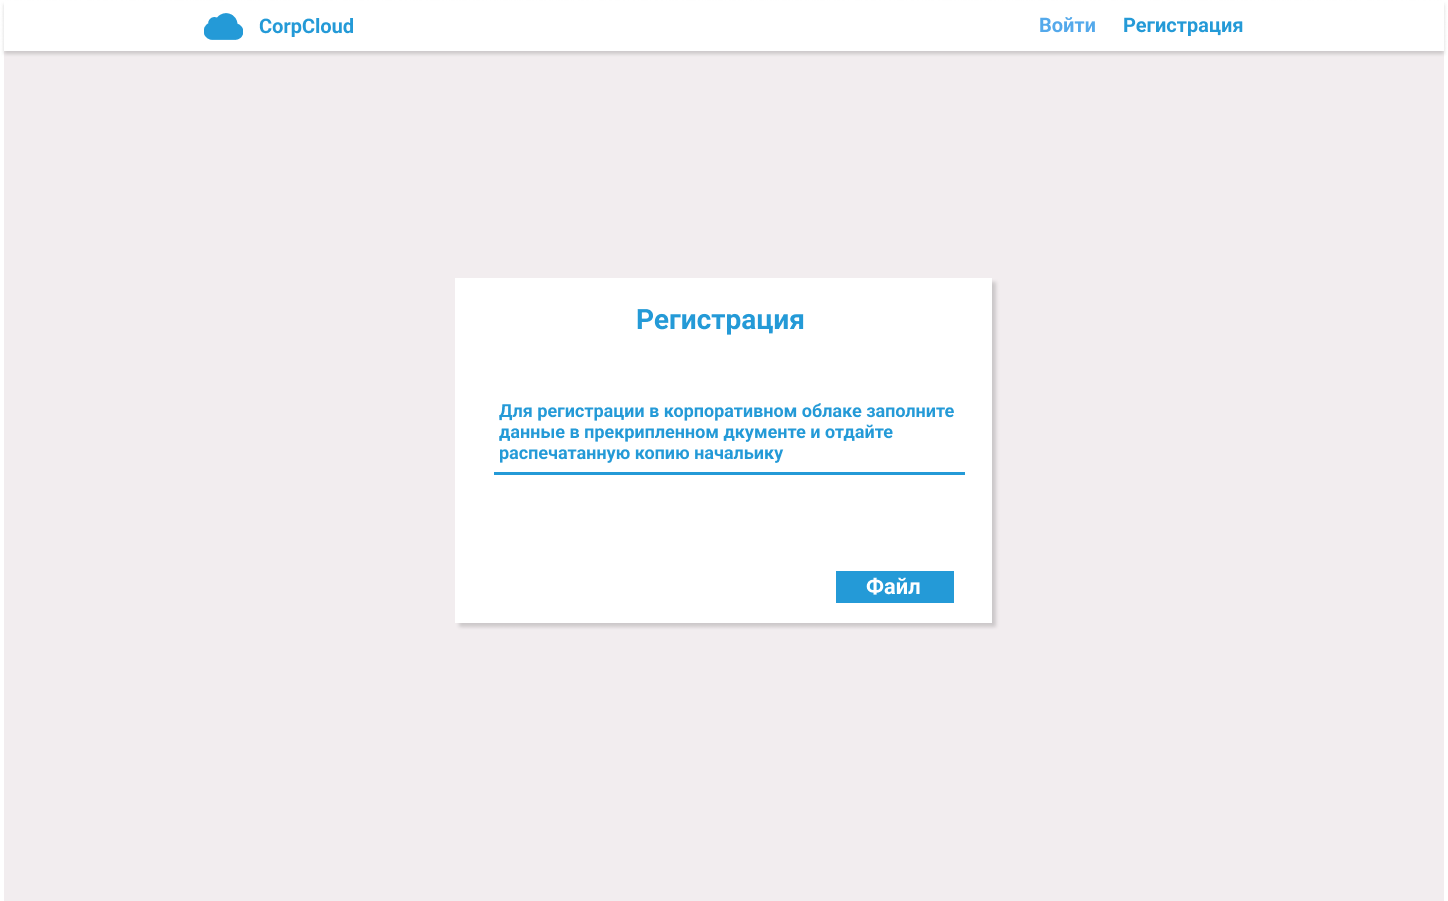 CorpCloud
Войти
Регистрация
Регистрация
Для регистрации в корпоративном облаке заполните
данные в прекрипленном дкументе и отдайте
распечатанную копию начальику
Файл